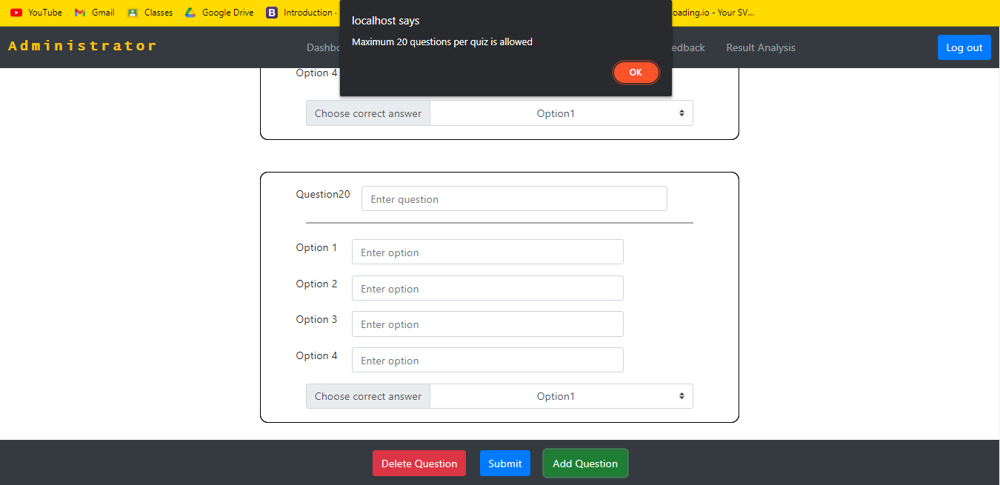 YouTube Gmail Classes Google Drive Introduction · oading.io - Your SV...
localhost says
Maximum 20 questions per quiz is allowed
OK
Administrator Dashbo edback Result Analysis Log out
Option 4
Choose correct answer Option1
Question20 Enter question
Option 1 Enter option
Option 2 Enter option
Option 3 Enter option
Option 4 Enter option
Choose correct answer Option1
Delete Question Submit Add Question